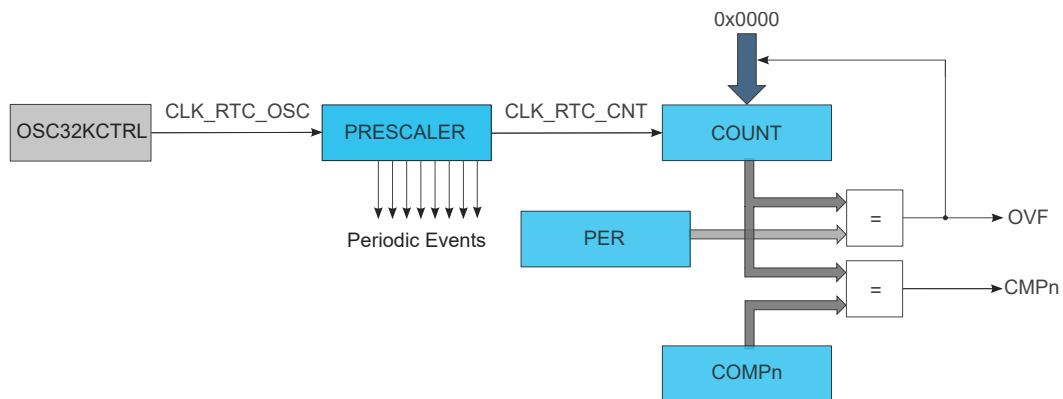 0x0000
OSC32KCTRL
CLK_RTC_OSC
PRESCALER
CLK_RTC_CNT
COUNT
Periodic Events
PER
=
OVF
=
CMPn
COMPn